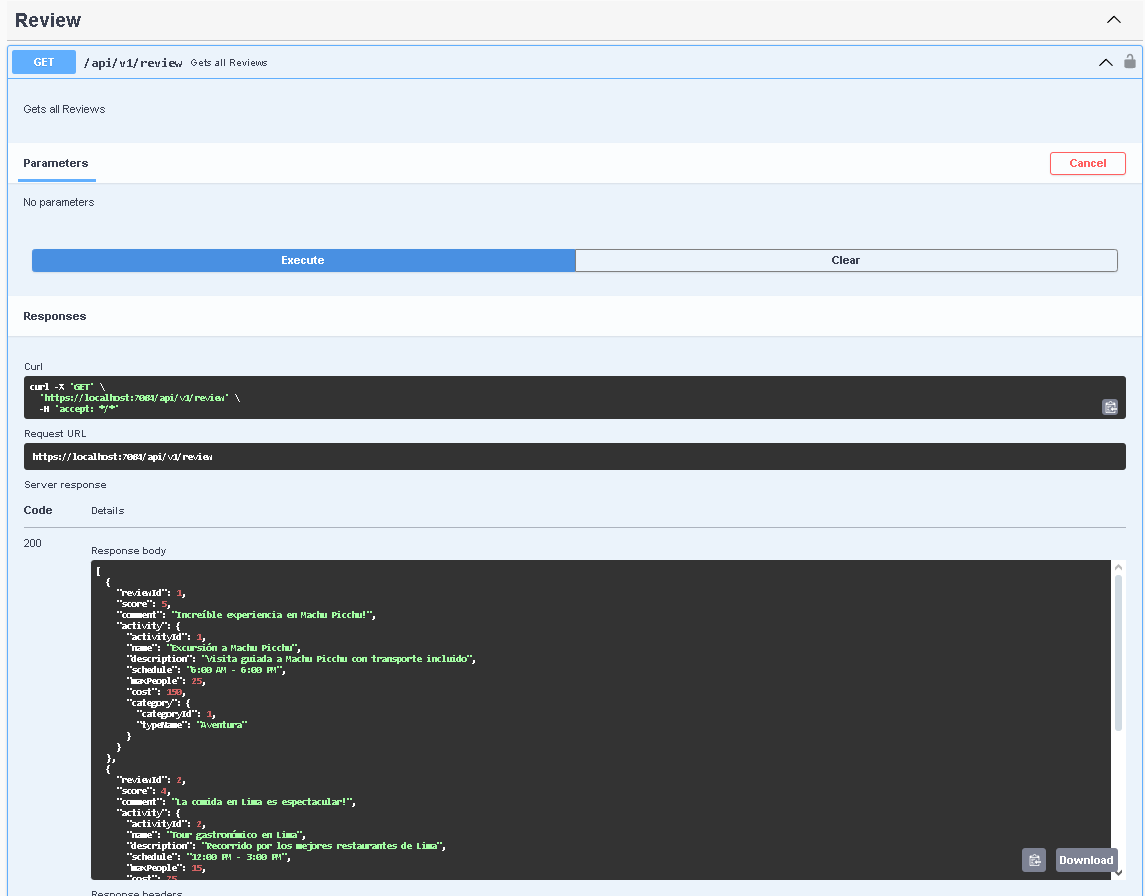 Review
GET /api/v1/review Gets all Reviews
Gets all Reviews
Parameters
Cancel
No parameters
Execute
Clear
Responses
Curl
curl -X 'GET' \
'https://localhost:7084/api/v1/review' \
-H 'accept: */*'
Request URL
https://localhost:7084/api/v1/review
Server response
Code Details
200
Response body
[
{
"reviewId": 1,
"score": 5,
"comment": "Increíble experiencia en Machu Picchu!",
"activity": {
"activityId": 1,
"name": "Excursión a Machu Picchu",
"description": "Visita guiada a Machu Picchu con transporte incluido",
"schedule": "6:00 AM - 6:00 PM",
"maxPeople": 25,
"cost": 150,
"category": {
"categoryId": 1,
"typeName": "Aventura"
}
}
},
{
"reviewId": 2,
"score": 4,
"comment": "La comida en Lima es espectacular!",
"activity": {
"activityId": 2,
"name": "Tour gastronómico en Lima",
"description": "Recorrido por los mejores restaurantes de Lima",
"schedule": "12:00 PM - 3:00 PM",
"maxPeople": 15,
"cost": 75,
Download
Response headers